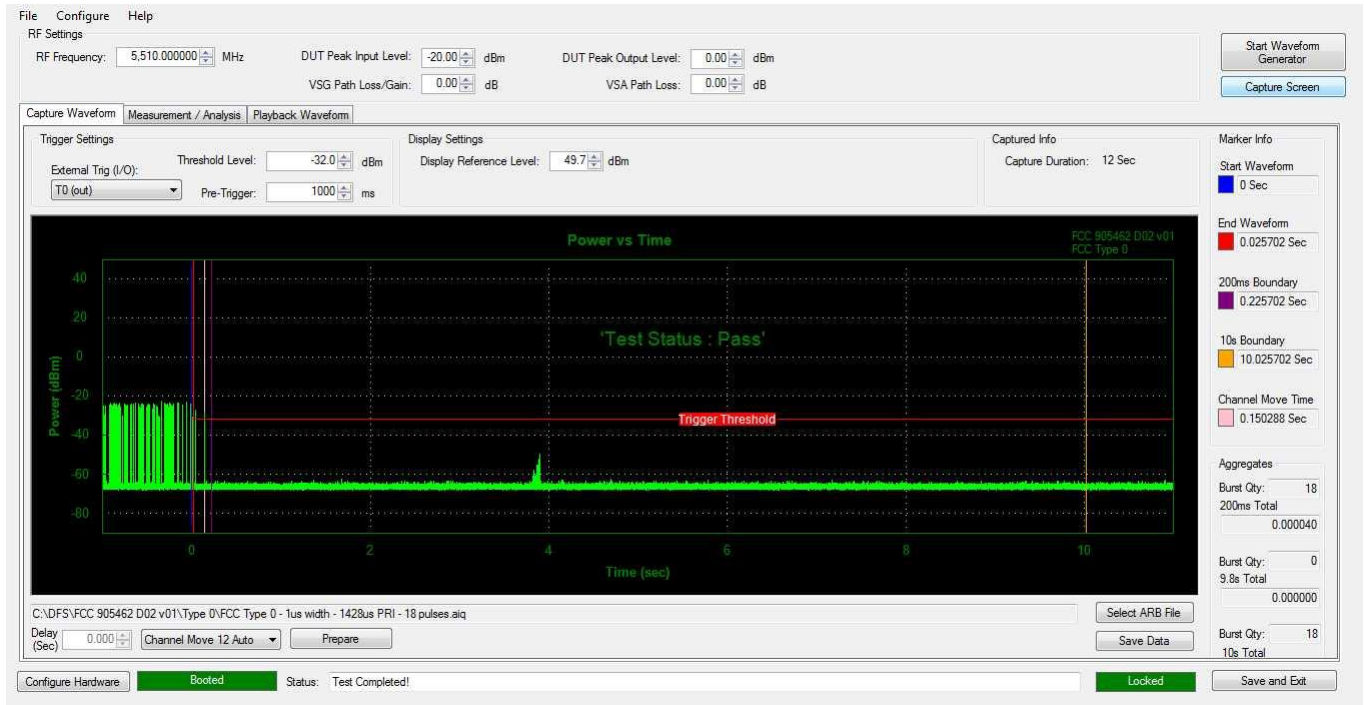 File Configure Help
RF Settings
RF Frequency: 5,510.000000 MHz DUT Peak Input Level: -20.00 dBm DUT Peak Output Level: 0.00 dBm
VSG Path Loss/Gain: 0.00 dB VSA Path Loss: 0.00 dB
Start Waveform
Generator
Capture Screen
Capture Waveform Measurement / Analysis Playback Waveform
Trigger Settings
External Trig (I/O):
T0 (out)
Threshold Level: -32.0 dBm
Pre-Trigger: 1000 ms
Display Settings
Display Reference Level: 49.7 dBm
Captured Info
Capture Duration: 12 Sec
Power vs Time
FCC 905462 D02 v01
FCC Type 0
'Test Status : Pass'
Trigger Threshold
Power (dBm)
40
20
0
-20
-40
-60
-80
0 2 4 6 8 10
Time (sec)
Marker Info
Start Waveform
0 Sec
End Waveform
0.025702 Sec
200ms Boundary
0.225702 Sec
10s Boundary
10.025702 Sec
Channel Move Time
0.150288 Sec
Aggregates
Burst Qty: 18
200ms Total
0.000040
Burst Qty: 0
9.8s Total
0.000000
Burst Qty: 18
10s Total
C:\DFS\FCC 905462 D02 v01\Type 0\FCC Type 0 - 1us width - 1428us PRI - 18 pulses.aiq
Select ARB File
Delay
(Sec) 0.000 Channel Move 12 Auto Prepare
Save Data
Configure Hardware Booted Status: Test Completed! Locked Save and Exit